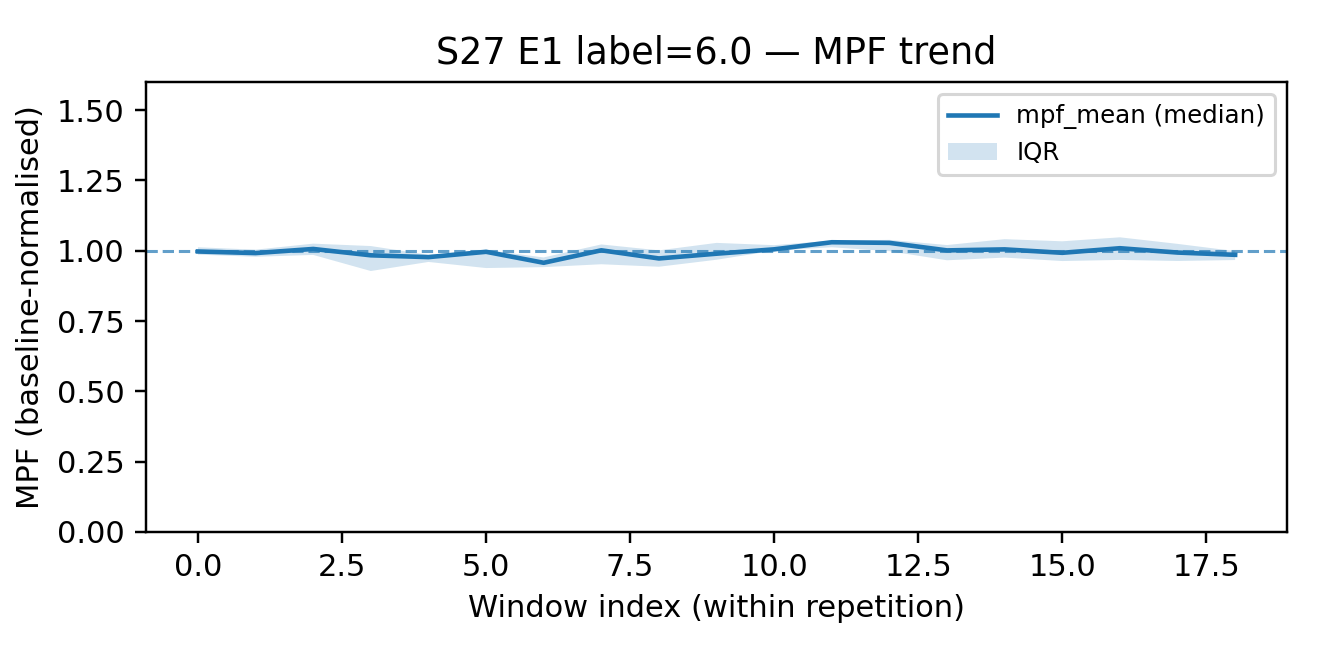 S27 E1 label=6.0 — MPF trend
mpf_mean (median)
IQR
MPF (baseline-normalised)
1.50
1.25
1.00
0.75
0.50
0.25
0.00
0.0 2.5 5.0 7.5 10.0 12.5 15.0 17.5
Window index (within repetition)